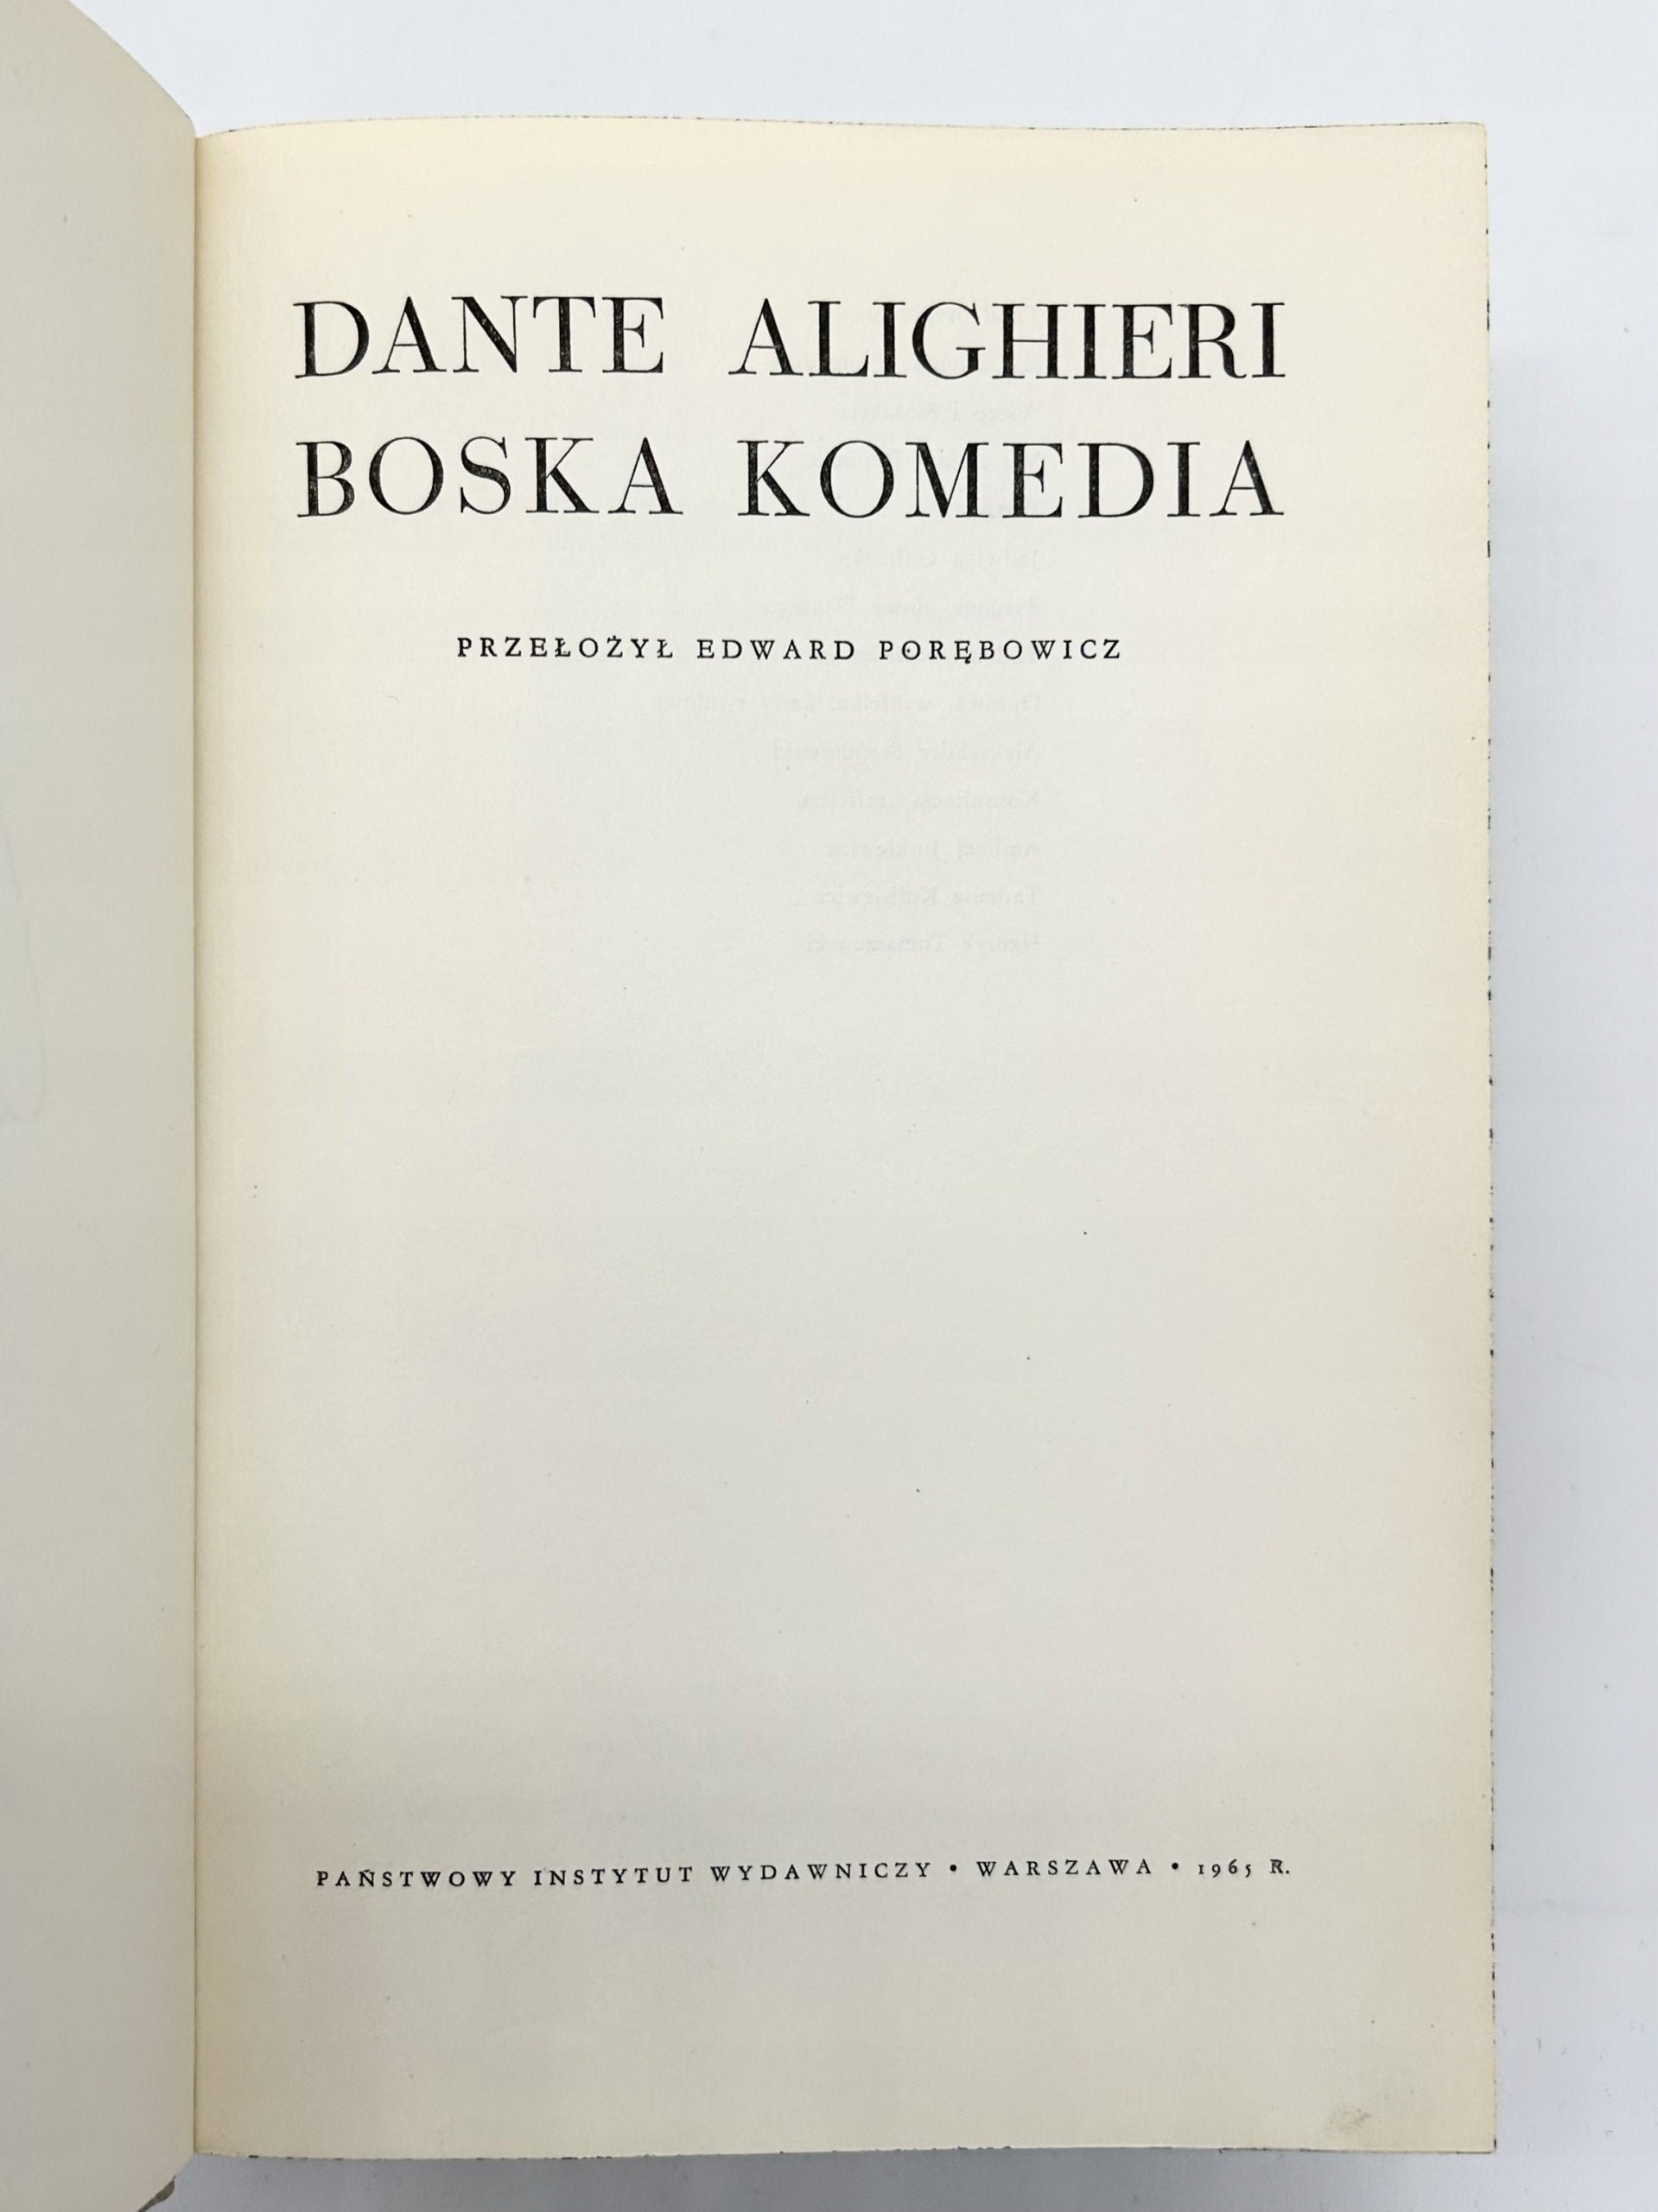 DANTE ALIGHIERI
BOSKA KOMEDIA
PRZEŁOŻYŁ EDWARD PORĘBOWICZ
PAŃSTWOWY INSTYTUT WYDAWNICZY • WARSZAWA • 1965 R.